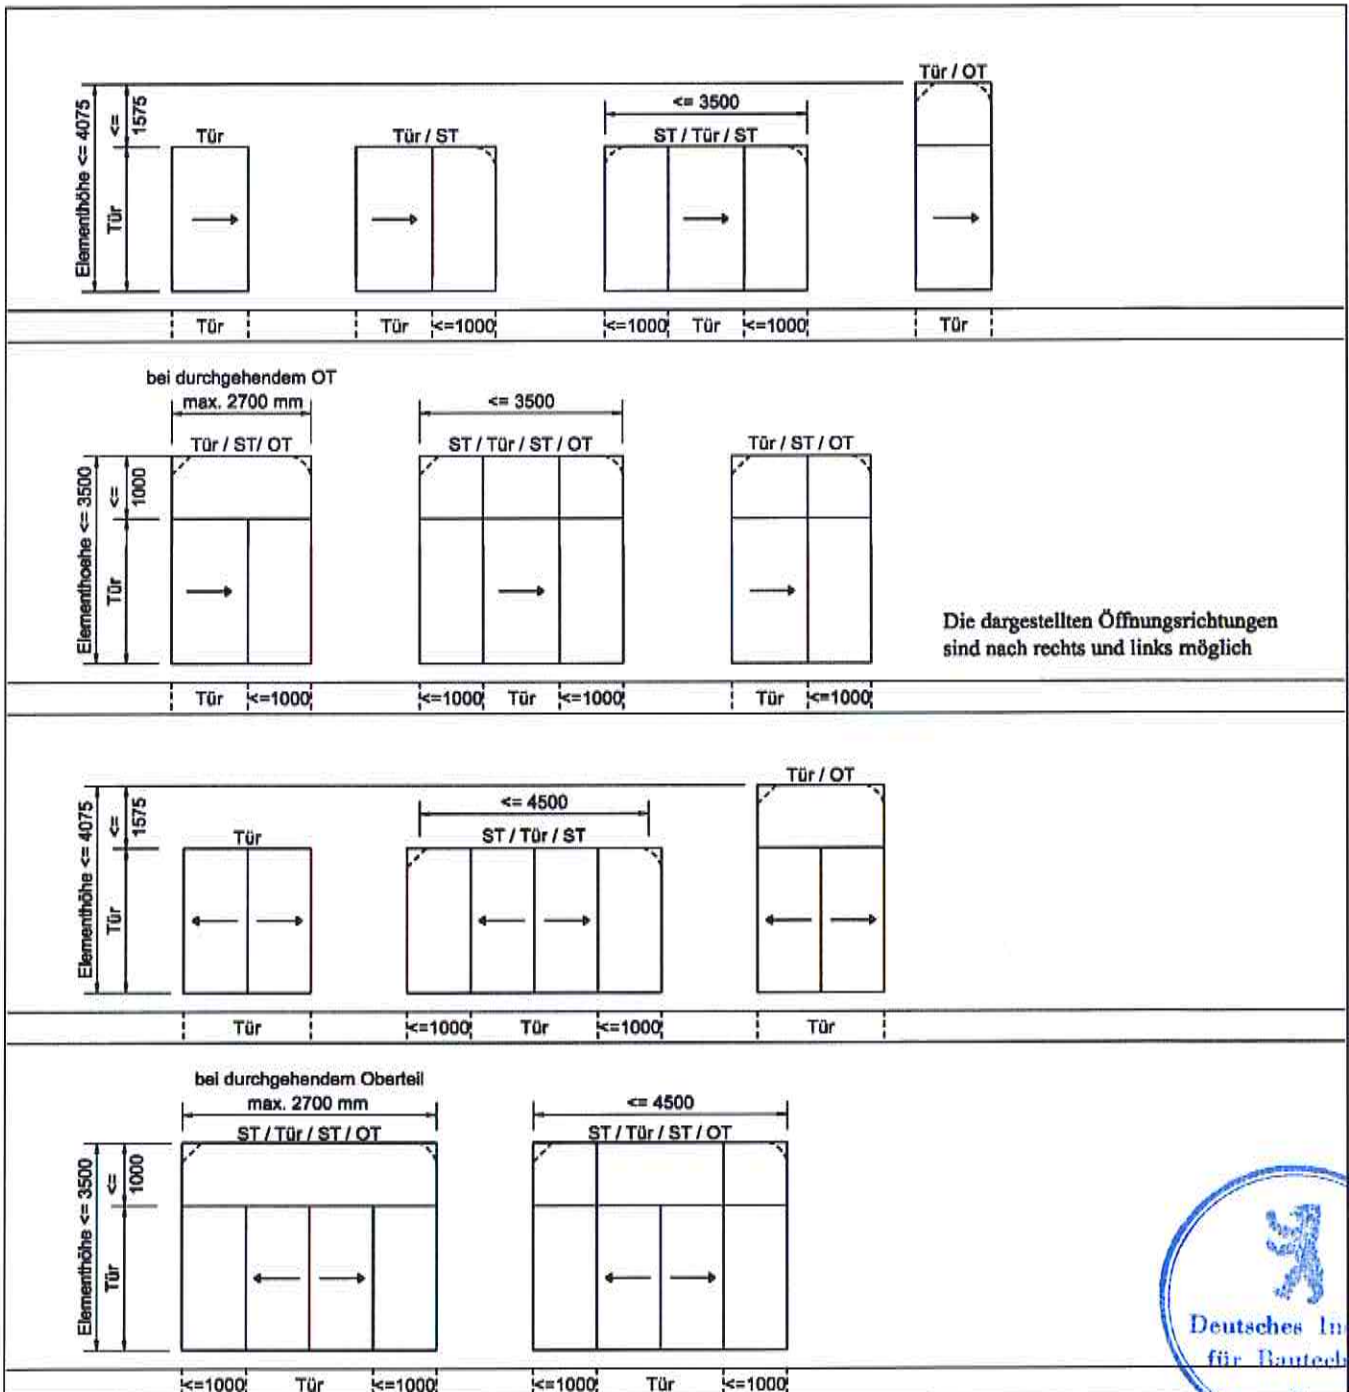 Tür / OT
<= 3500
Elementhöhe <= 4075
<=
1575
Tür
Tür
Tür / ST
ST / Tür / ST
Tür
Tür
<=1000
<=1000
Tür
<=1000
Tür
bei durchgehendem OT
max. 2700 mm
<= 3500
Tür / ST/ OT
ST / Tür / ST / OT
Tür / ST / OT
Elementhoehe <= 3500
<=
1000
Tür
Die dargestellten Öffnungsrichtungen
sind nach rechts und links möglich
Tür
<=1000
<=1000
Tür
<=1000
Tür
<=1000
Tür / OT
<= 4500
Elementhöhe <= 4075
<=
1575
Tür
Tür
ST / Tür / ST
Tür
<=1000
Tür
<=1000
Tür
bei durchgehendem Oberteil
max. 2700 mm
<= 4500
ST / Tür / ST / OT
ST / Tür / ST / OT
Elementhöhe <= 3500
<=
1000
Tür
Deutsches In
für Bautech
<=1000
Tür
<=1000
<=1000
Tür
<=1000